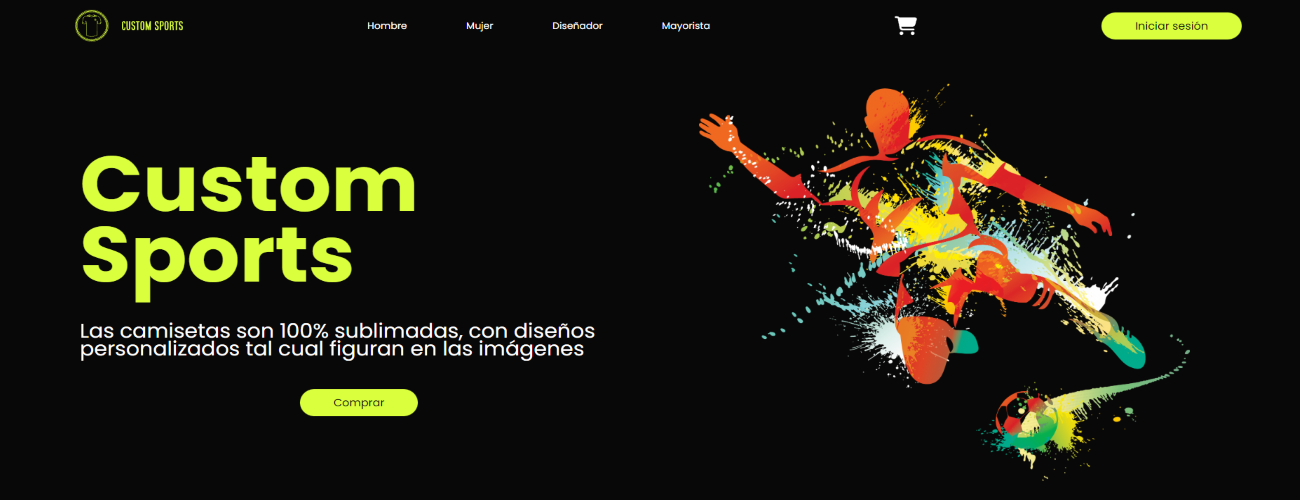 CUSTOM SPORTS
Hombre
Mujer
Diseñador
Mayorista
Iniciar sesión
Custom
Sports
Las camisetas son 100% sublimadas, con diseños
personalizados tal cual figuran en las imágenes
Comprar